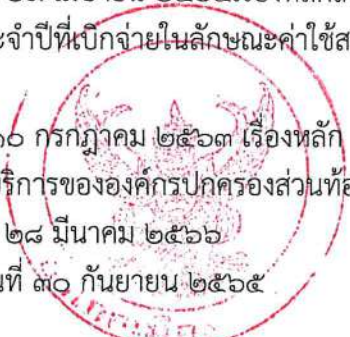 ะจำปีที่เบิกจ่ายในลักษณะค่าใช้ส
๑๐ กรกฎาคม ๒๕๖๓ เรื่องหลัก
ริการขององค์กรปกครองส่วนท้อ
๒๘ มีนาคม ๒๕๖๖
นที่ ๓๐ กันยายน ๒๕๖๕